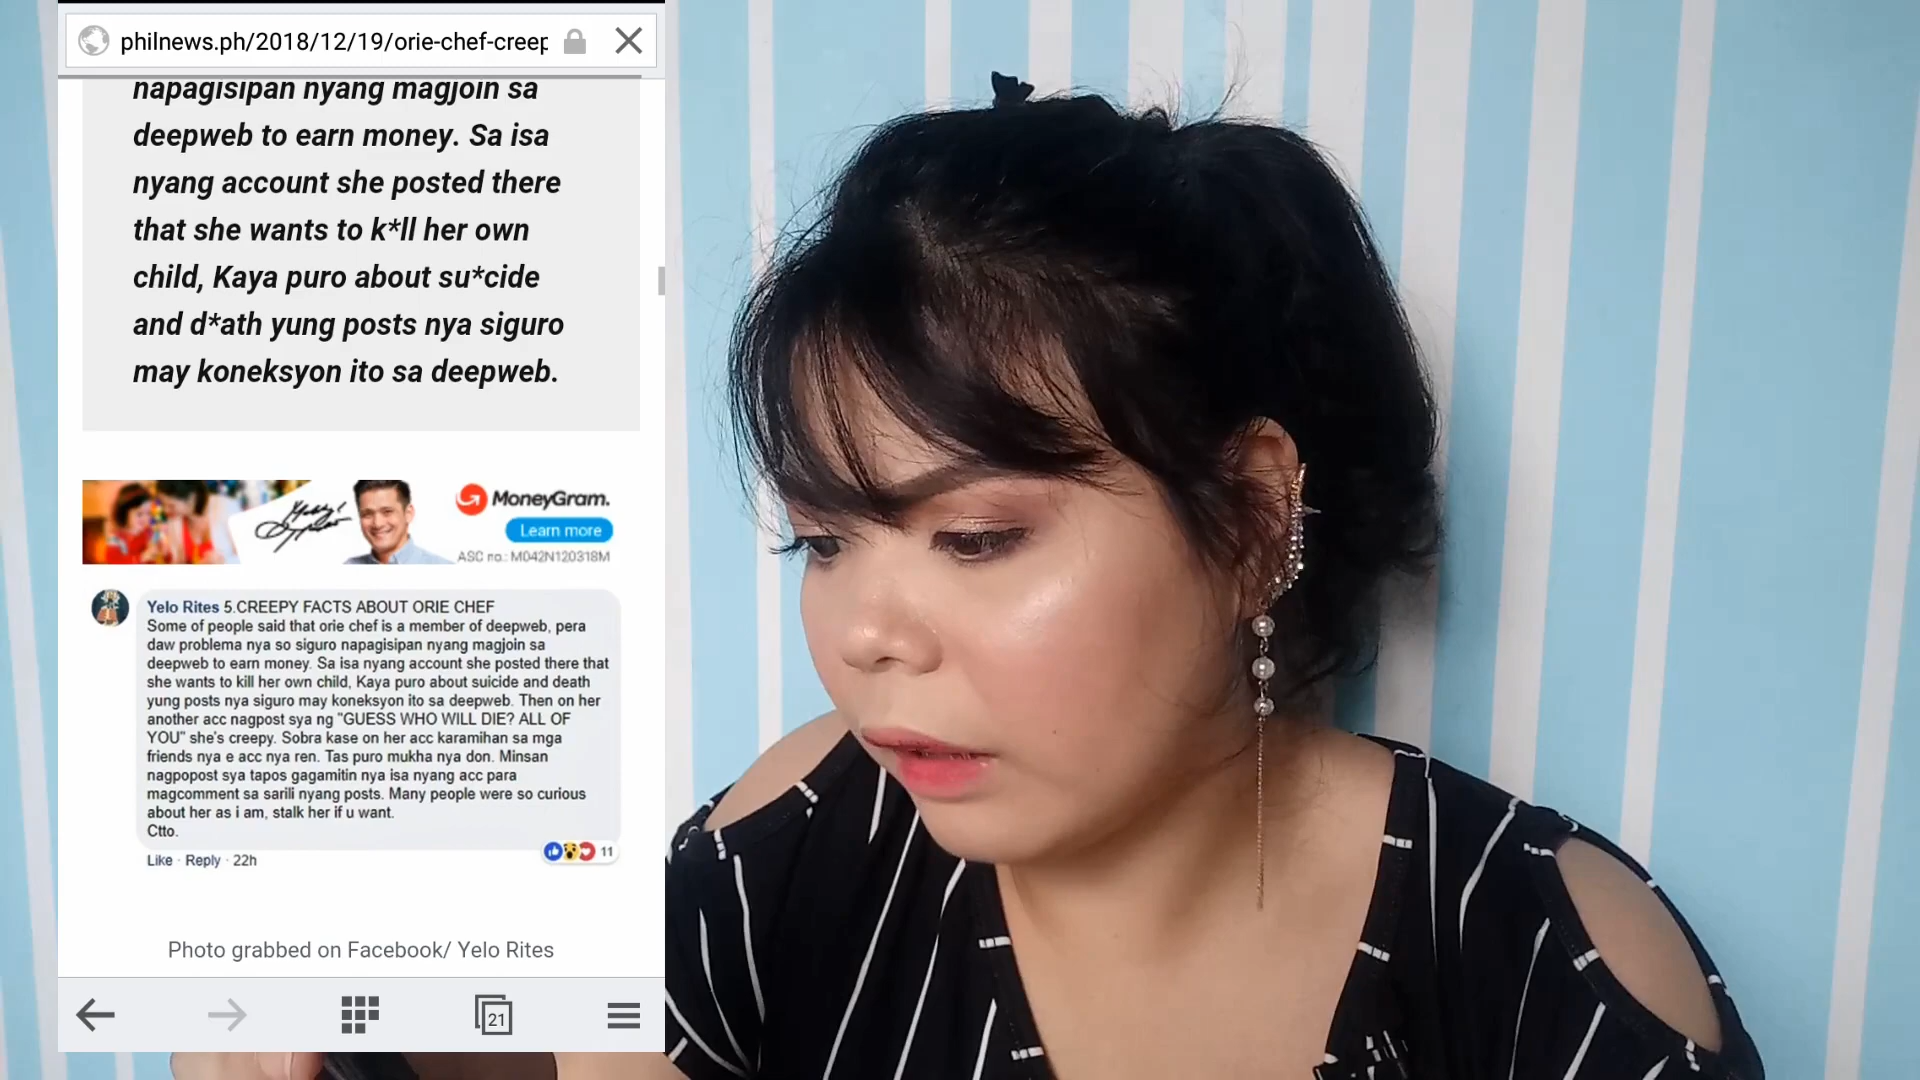 philnews.ph/2018/12/19/orie-chef-creep
napagisipan nyang magjoin sa
deepweb to earn money. Sa isa
nyang account she posted there
that she wants to k*ll her own
child, Kaya puro about su*cide
and d*ath yung posts nya siguro
may koneksyon ito sa deepweb.
MoneyGram.
Learn more
ASC no.: M042N120318M
Yelo Rites 5.CREEPY FACTS ABOUT ORIE CHEF
Some of people said that orie chef is a member of deepweb, pera
daw problema nya so siguro napagisipan nyang magjoin sa
deepweb to earn money. Sa isa nyang account she posted there that
she wants to kill her own child, Kaya puro about suicide and death
yung posts nya siguro may koneksyon ito sa deepweb. Then on her
another acc nagpost sya ng "GUESS WHO WILL DIE? ALL OF
YOU" she's creepy. Sobra kase on her acc karamihan sa mga
friends nya e acc nya ren. Tas puro mukha nya don. Minsan
nagpopost sya tapos gagamitin nya isa nyang acc para
magcomment sa sarili nyang posts. Many people were so curious
about her as i am, stalk her if u want.
Ctto.
Like · Reply · 22h
11
Photo grabbed on Facebook/ Yelo Rites
21